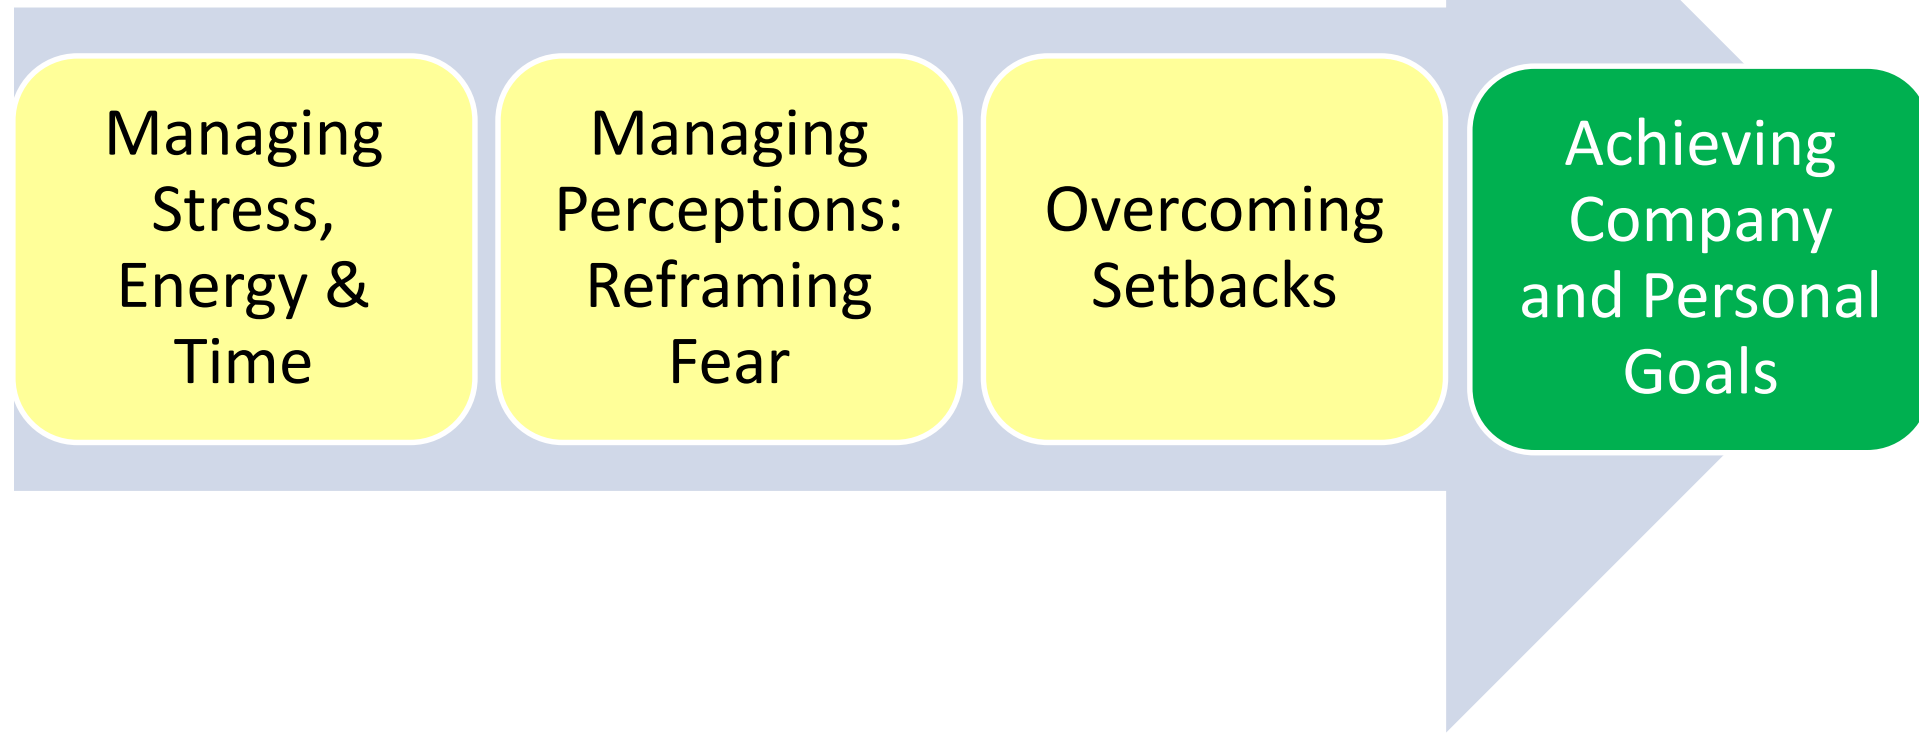 Managing
Stress,
Energy &
Time
Managing
Perceptions:
Reframing
Fear
Overcoming
Setbacks
Achieving
Company
and Personal
Goals